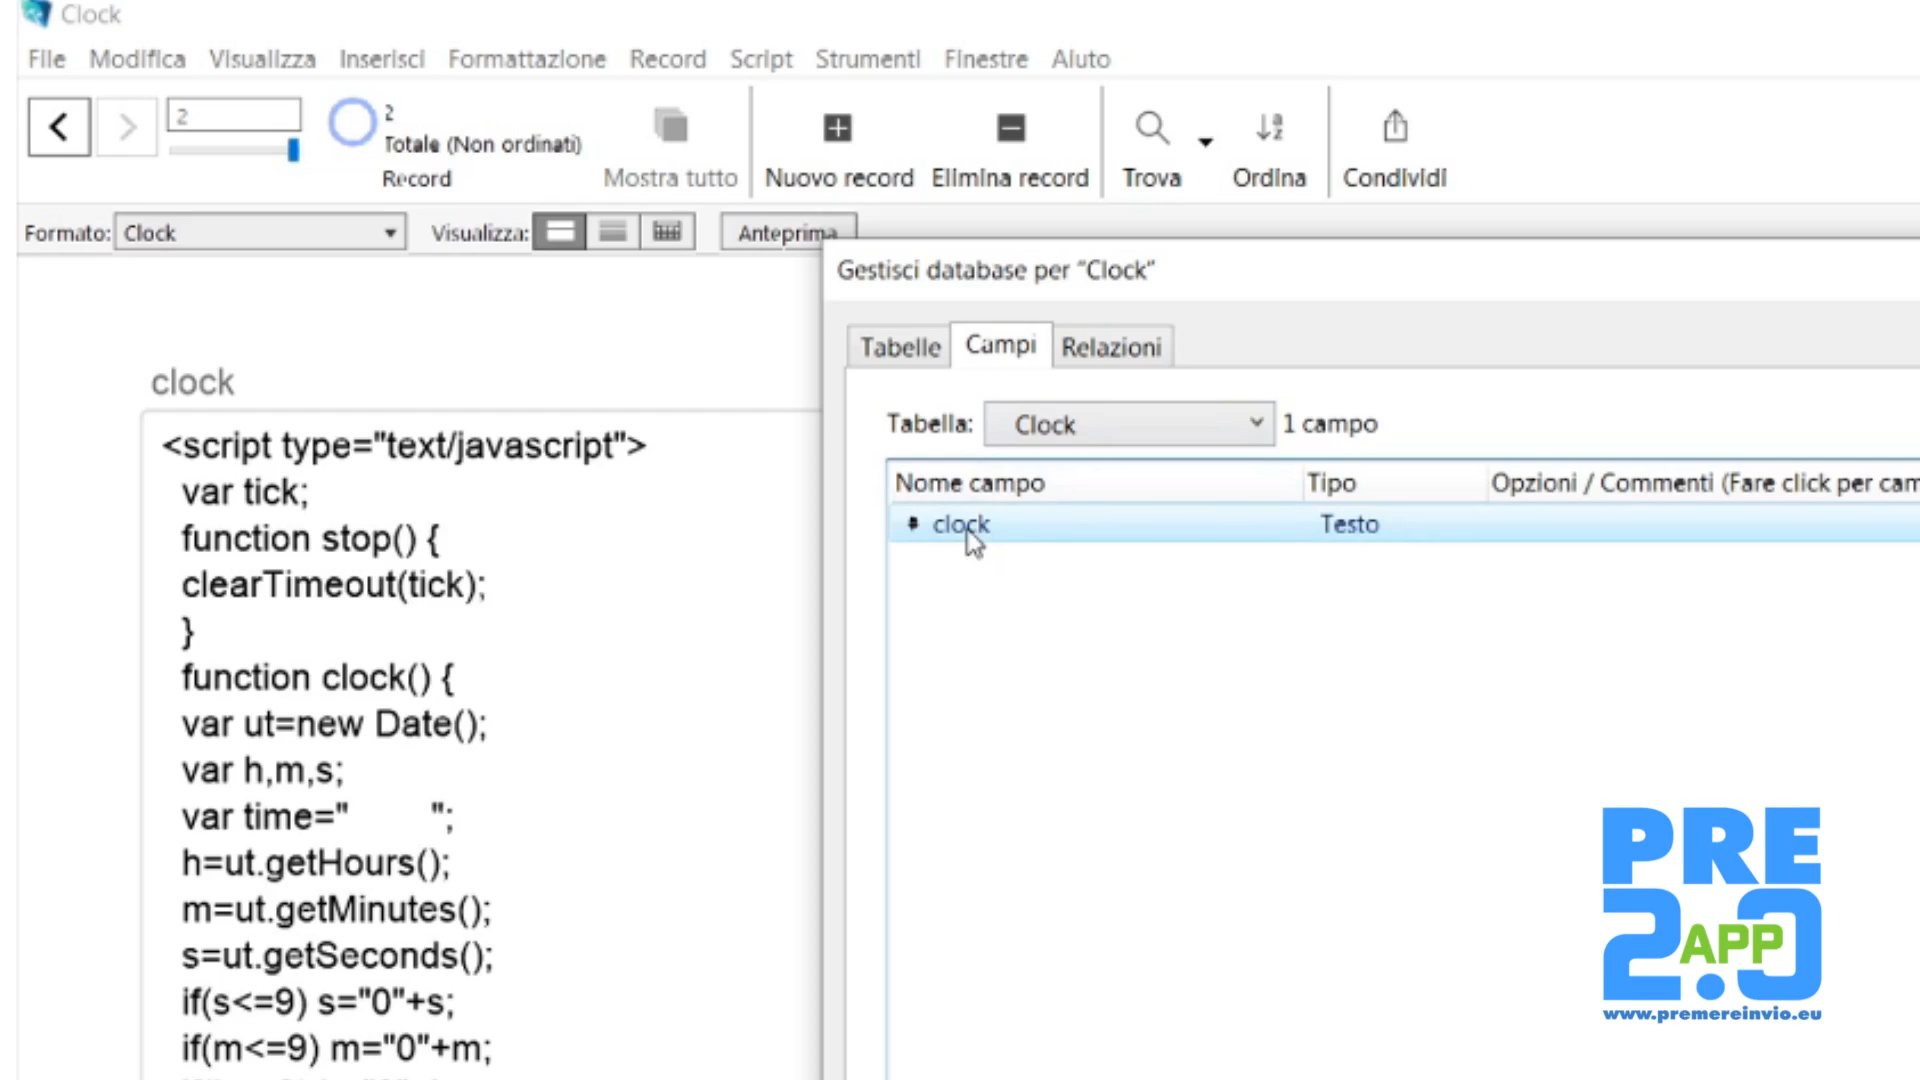 Clock
File Modifica Visualizza Inserisci Formattazione Record Script Strumenti Finestre Aiuto
2
2
Totale (Non ordinati)
Record
Mostra tutto
Nuovo record
Elimina record
Trova
Ordina
Condividi
Formato: Clock
Visualizza:
Anteprima
Gestisci database per "Clock"
Tabelle
Campi
Relazioni
Tabella: Clock
1 campo
Nome campo
Tipo
Opzioni / Commenti (Fare click per cam
clock
Testo
clock
<script type="text/javascript">
var tick;
function stop() {
clearTimeout(tick);
}
function clock() {
var ut=new Date();
var h,m,s;
var time="        ";
h=ut.getHours();
m=ut.getMinutes();
s=ut.getSeconds();
if(s<=9) s="0"+s;
if(m<=9) m="0"+m;
PRE
2.0
APP
www.premereinvio.eu